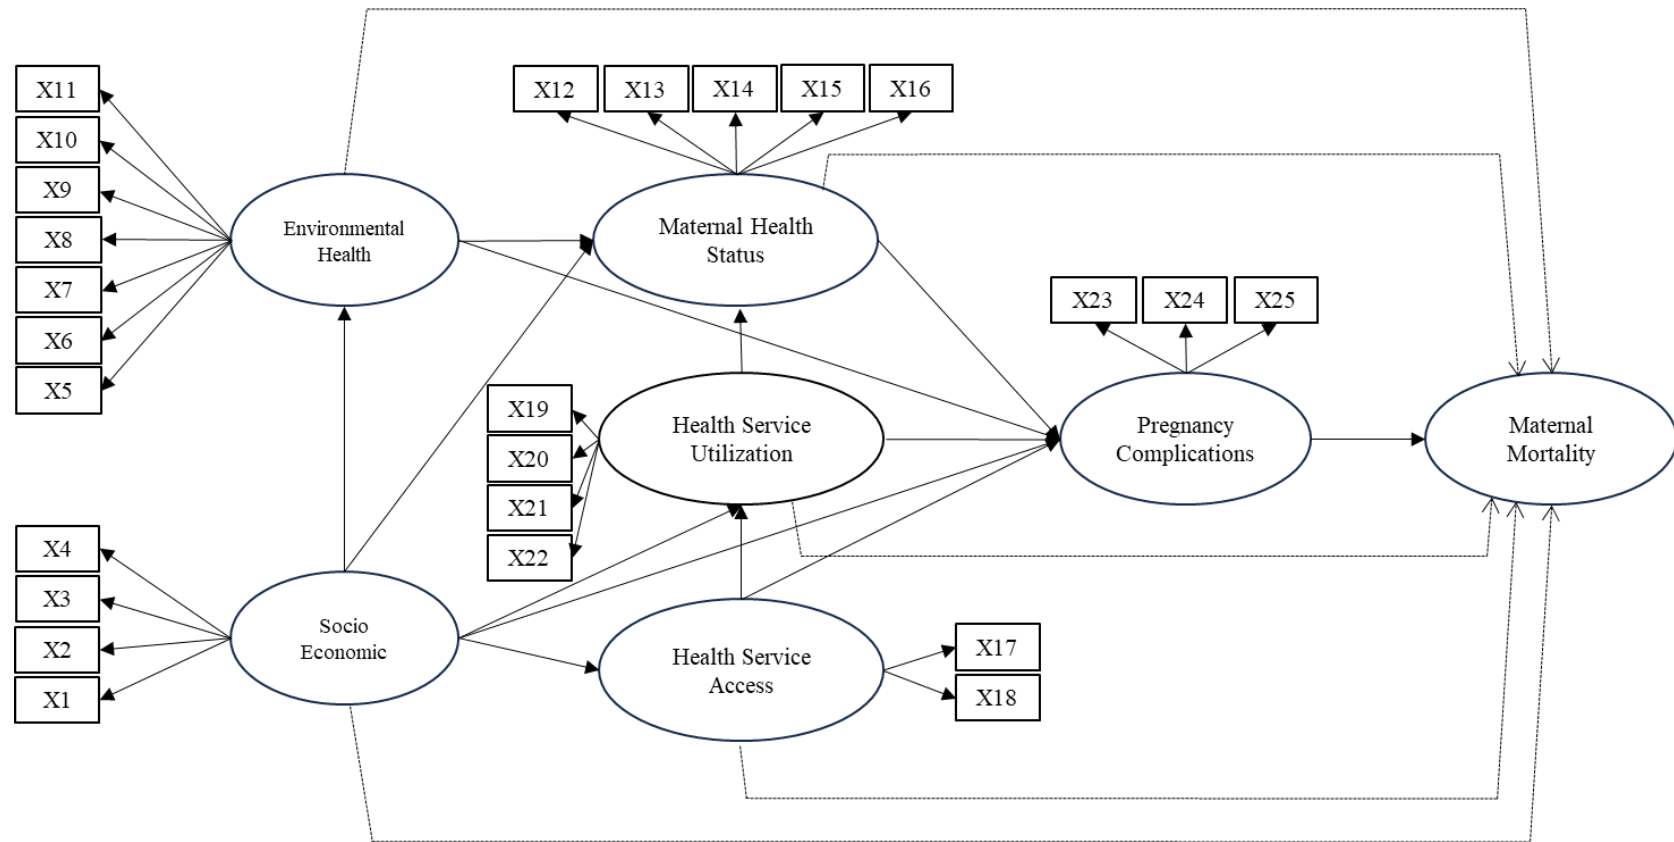 X11
X10
X9
X8
X7
X6
X5
X12
X13
X14
X15
X16
Environmental
Health
Maternal Health
Status
X23
X24
X25
X19
X20
X21
X22
Health Service
Utilization
Pregnancy
Complications
Maternal
Mortality
X4
X3
X2
X1
Socio
Economic
Health Service
Access
X17
X18